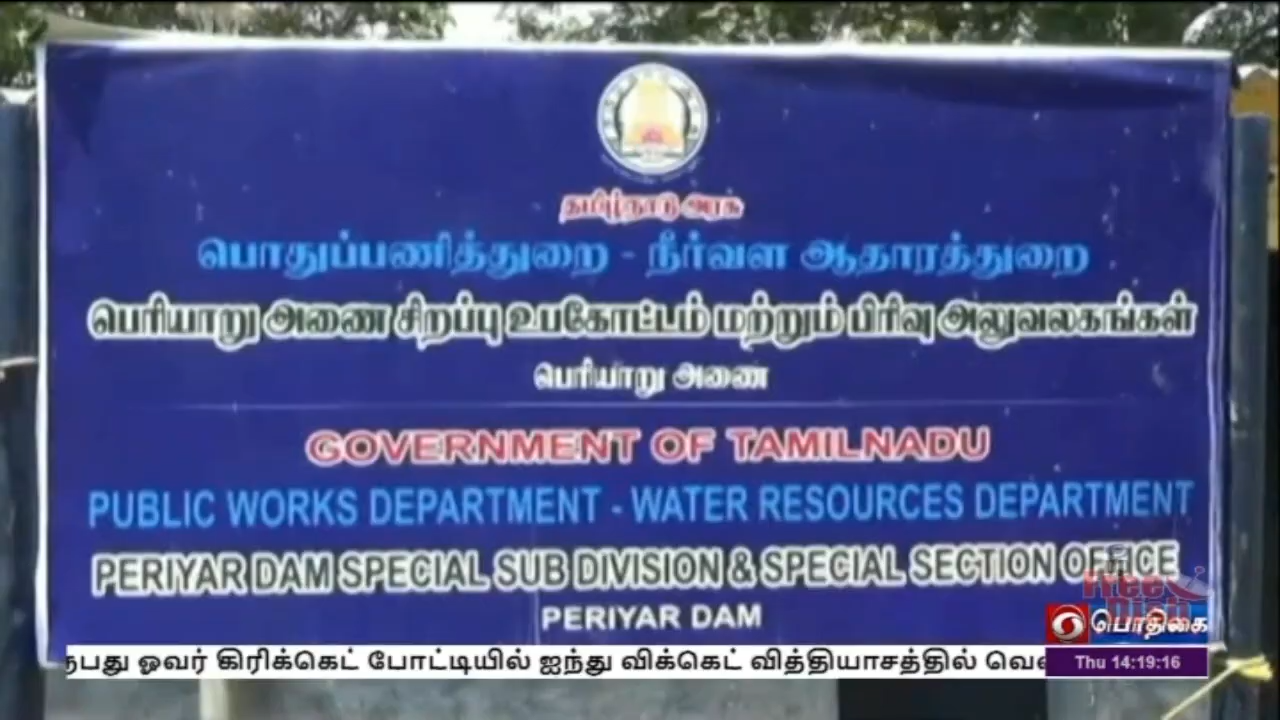 தமிழ்நாடு அரசு
பொதுப்பணித்துறை - நீர்வள ஆதாரத்துறை
பெரியாறு அணை சிறப்பு உபகோட்டம் மற்றும் பிரிவு அலுவலகங்கள்
பெரியாறு அணை
GOVERNMENT OF TAMILNADU
PUBLIC WORKS DEPARTMENT - WATER RESOURCES DEPARTMENT
PERIYAR DAM SPECIAL SUB DIVISION & SPECIAL SECTION OFFICE
PERIYAR DAM
Free Dish
பொதிகை
ஓவர் கிரிக்கெட் போட்டியில் ஐந்து விக்கெட் வித்தியாசத்தில்
Thu 14:19:16